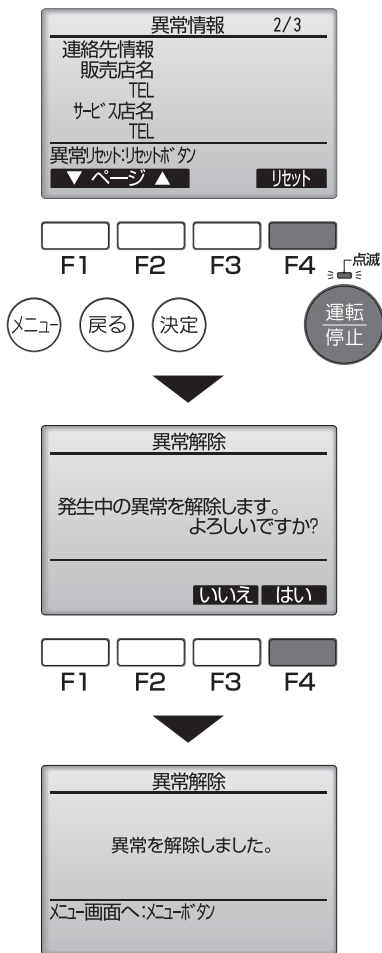 異常情報 2/3
連絡先情報
販売店名
TEL
サービス店名
TEL
異常リセット:リセットボタン
▼ ページ ▲ リセット
F1 F2 F3 F4
点滅
メニュー 戻る 決定 運転
停止
異常解除
発生中の異常を解除します。
よろしいですか?
いいえ はい
F1 F2 F3 F4
異常解除
異常を解除しました。
メニュー画面へ:メニューボタン